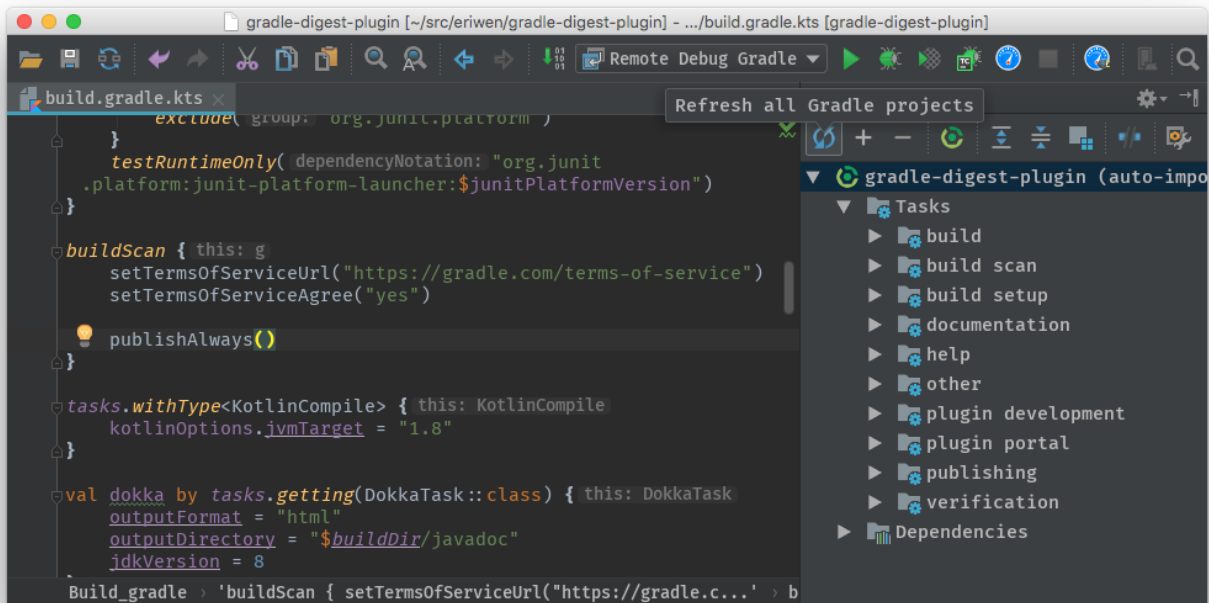 gradle-digest-plugin [~/src/eriwen/gradle-digest-plugin] - .../build.gradle.kts [gradle-digest-plugin]
Remote Debug Gradle
build.gradle.kts
Refresh all Gradle projects
exclude( group: "org.junit.platform")
}
testRuntimeOnly( dependencyNotation: "org.junit
.platform:junit-platform-launcher:$junitPlatformVersion")
}
buildScan { this: g
setTermsOfServiceUrl("https://gradle.com/terms-of-service")
setTermsOfServiceAgree("yes")
publishAlways()
}
tasks.withType<KotlinCompile> { this: KotlinCompile
kotlinOptions.jvmTarget = "1.8"
}
val dokka by tasks.getting(DokkaTask::class) { this: DokkaTask
outputFormat = "html"
outputDirectory = "$buildDir/javadoc"
jdkVersion = 8
Build_gradle › 'buildScan { setTermsOfServiceUrl("https://gradle.c...' › b
gradle-digest-plugin (auto-impo
Tasks
build
build scan
build setup
documentation
help
other
plugin development
plugin portal
publishing
verification
Dependencies